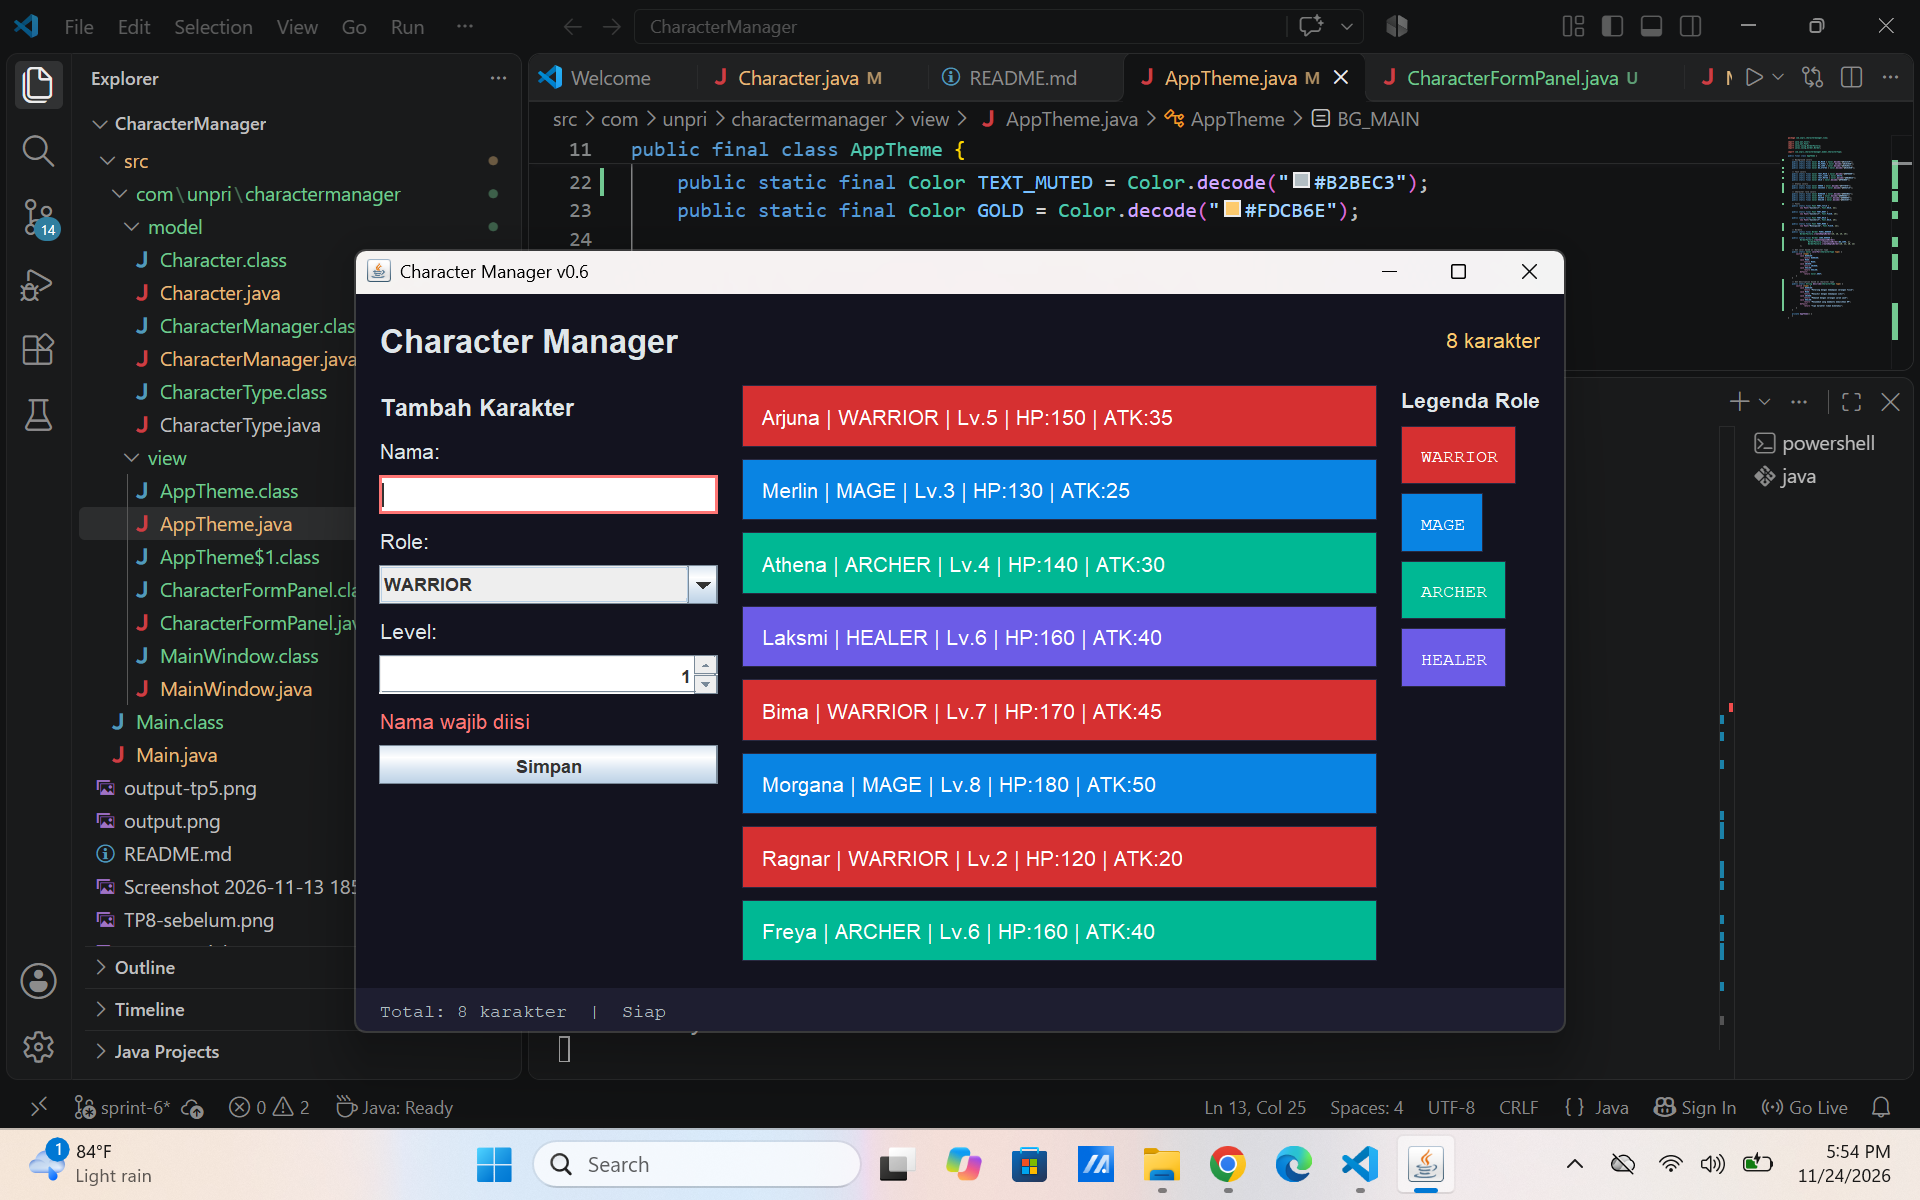 File Edit Selection View Go Run ···
CharacterManager
Explorer
CharacterManager
src
com\unpri\charactermanager
model
Character.class
Character.java
CharacterManager.clas
CharacterManager.java
CharacterType.class
CharacterType.java
view
AppTheme.class
AppTheme.java
AppTheme$1.class
CharacterFormPanel.cla
CharacterFormPanel.jav
MainWindow.class
MainWindow.java
Main.class
Main.java
output-tp5.png
output.png
README.md
Screenshot 2026-11-13 185
TP8-sebelum.png
Outline
Timeline
Java Projects
14
Welcome
Character.java M
README.md
AppTheme.java M
CharacterFormPanel.java U
src > com > unpri > charactermanager > view > AppTheme.java > AppTheme > BG_MAIN
11 public final class AppTheme {
22 public static final Color TEXT_MUTED = Color.decode("#B2BEC3");
23 public static final Color GOLD = Color.decode("#FDCB6E");
24
powershell
java
Character Manager v0.6
Character Manager
8 karakter
Tambah Karakter
Nama:
Role:
WARRIOR
Level:
1
Nama wajib diisi
Simpan
Arjuna | WARRIOR | Lv.5 | HP:150 | ATK:35
Merlin | MAGE | Lv.3 | HP:130 | ATK:25
Athena | ARCHER | Lv.4 | HP:140 | ATK:30
Laksmi | HEALER | Lv.6 | HP:160 | ATK:40
Bima | WARRIOR | Lv.7 | HP:170 | ATK:45
Morgana | MAGE | Lv.8 | HP:180 | ATK:50
Ragnar | WARRIOR | Lv.2 | HP:120 | ATK:20
Freya | ARCHER | Lv.6 | HP:160 | ATK:40
Legenda Role
WARRIOR
MAGE
ARCHER
HEALER
Total: 8 karakter | Siap
sprint-6* 0 2 Java: Ready
Ln 13, Col 25 Spaces: 4 UTF-8 CRLF { } Java Sign In Go Live
1
84°F
Light rain
Search
5:54 PM
11/24/2026